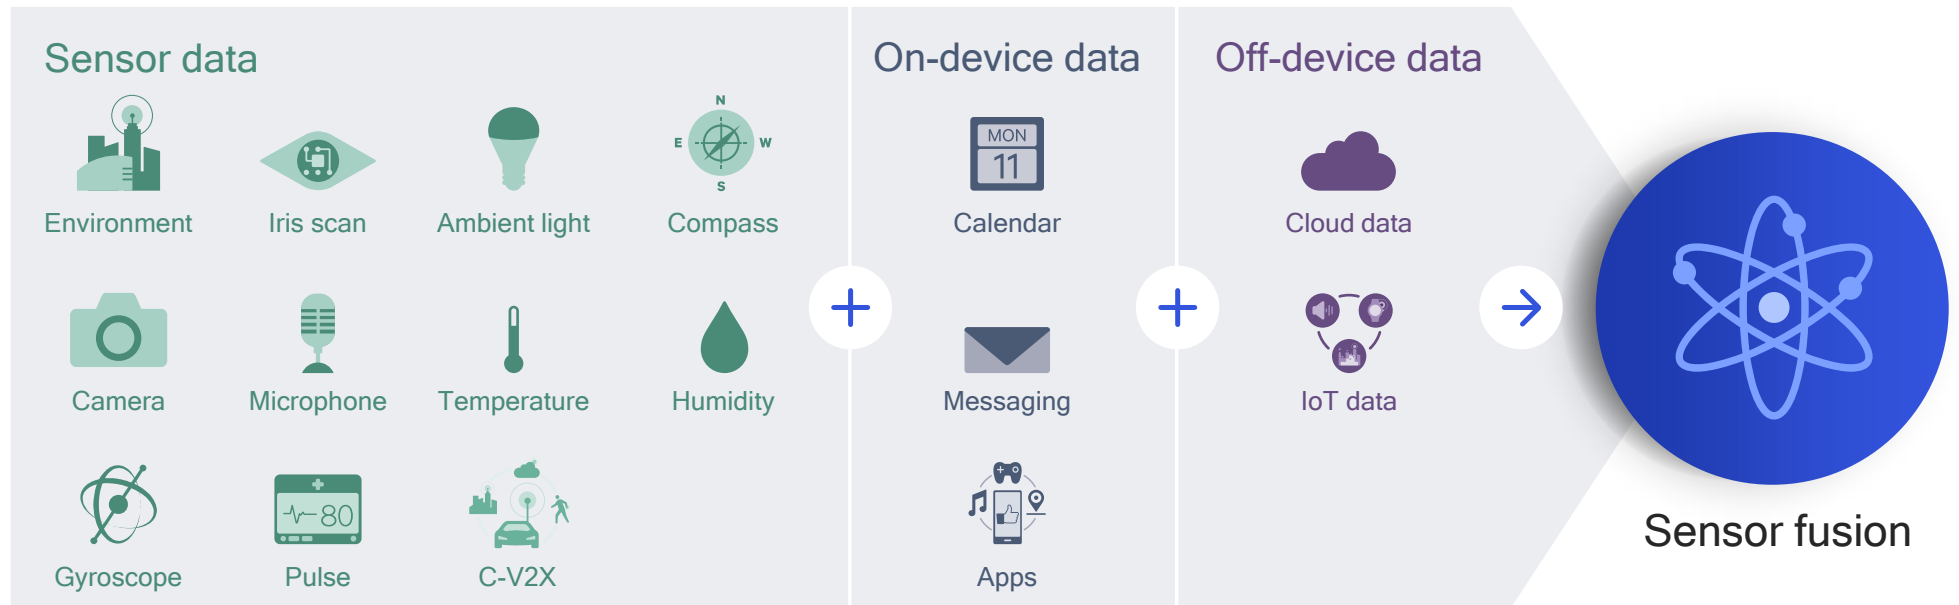 Sensor data
N
E
W
S
Environment
Iris scan
Ambient light
Compass
Camera
Microphone
Temperature
Humidity
80
Gyroscope
Pulse
C-V2X
On-device data
MON
11
Calendar
Messaging
Apps
Off-device data
Cloud data
IoT data
Sensor fusion